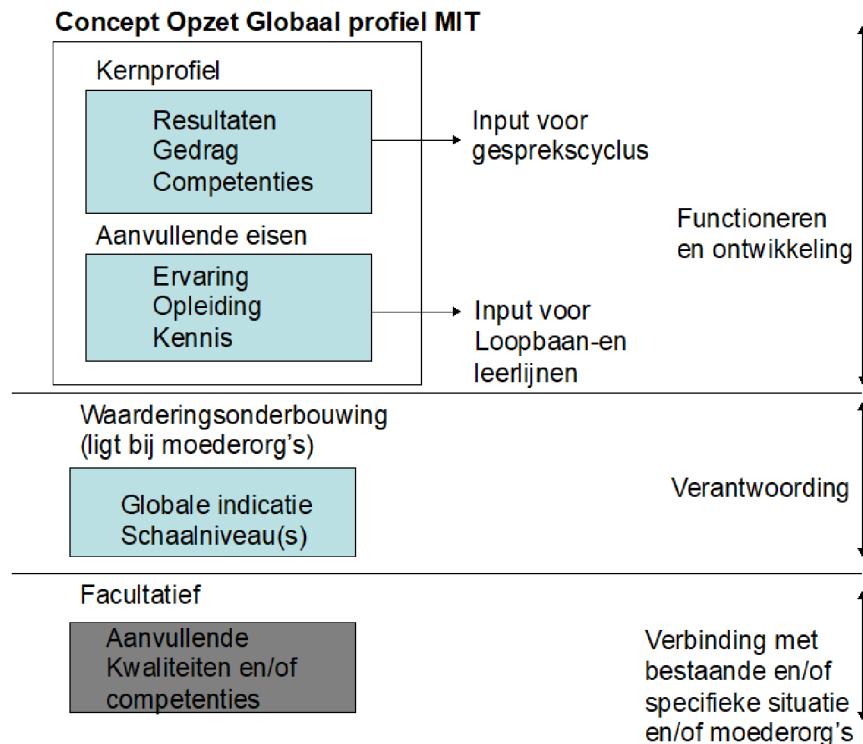 Concept Opzet Globaal profiel MIT
Kernprofiel
Resultaten
Gedrag
Competenties
Input voor
gesprekscyclus
Aanvullende eisen
Ervaring
Opleiding
Kennis
Input voor
Loopbaan-en
leerlijnen
Functioneren
en ontwikkeling
Waarderingsonderbouwing
(ligt bij moederorg's)
Globale indicatie
Schaalniveau(s)
Verantwoording
Facultatief
Aanvullende
Kwaliteiten en/of
competenties
Verbinding met
bestaande en/of
specifieke situatie
en/of moederorg's